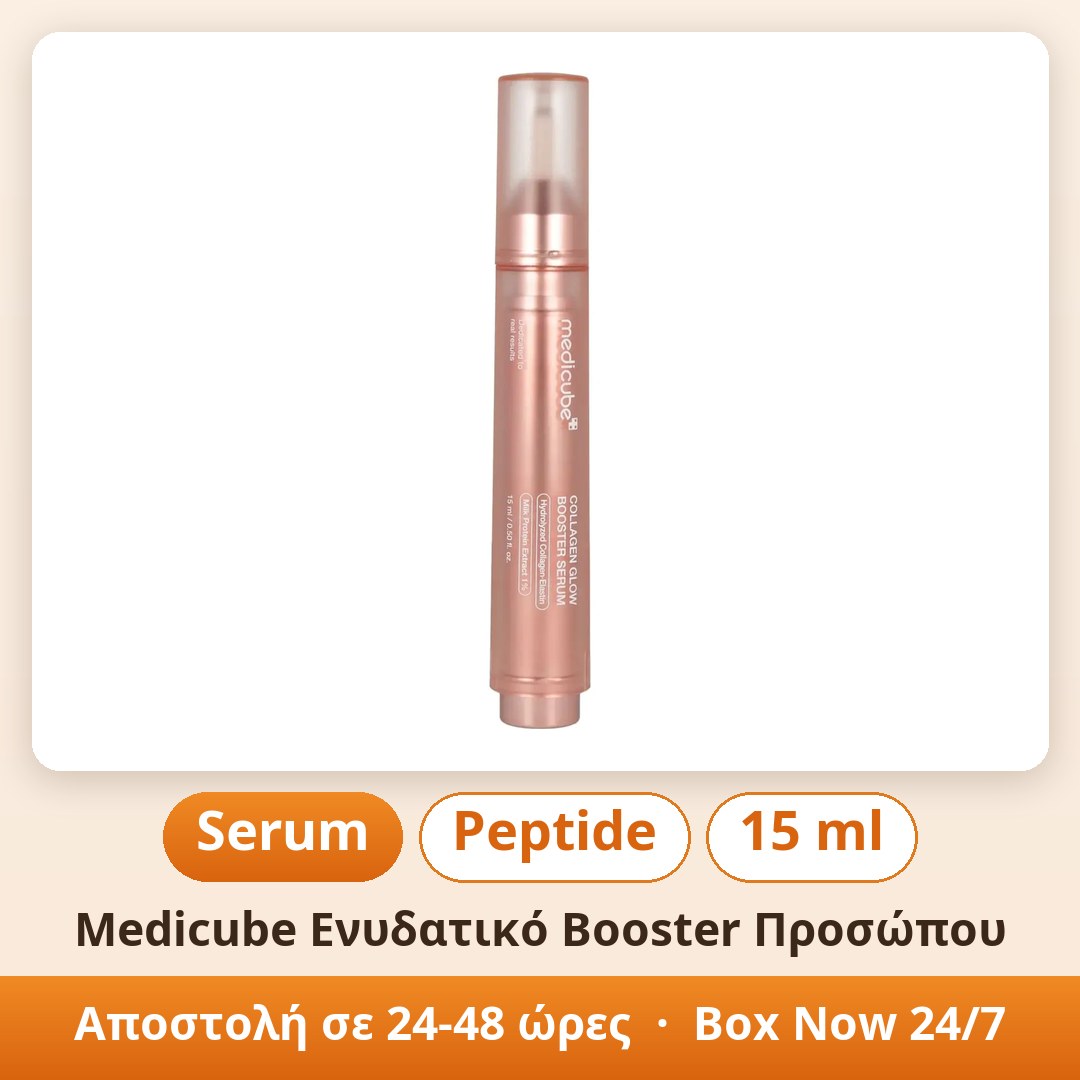 medicube
Dedicated to
real results
COLLAGEN GLOW
BOOSTER SERUM
Hydrolyzed Collagen Elastin
Milk Protein Extract 1%
15 ml / 0.50 fl. oz.
Serum
Peptide
15 ml
Medicube Ενυδατικό Booster Προσώπου
Αποστολή σε 24-48 ώρες · Box Now 24/7